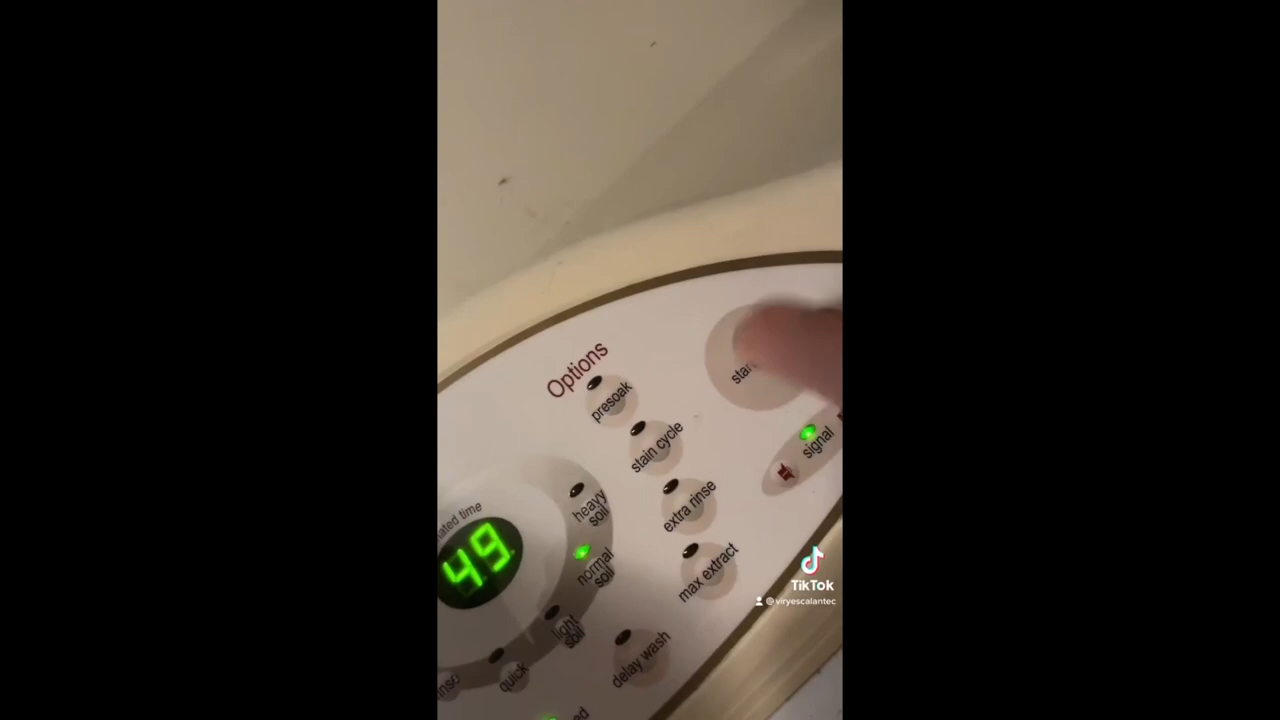 Options
presoak
star
stain cycle
signal
heavy
soil
extra rinse
49
normal
soil
max extract
light
soil
quick
delay wash
TikTok
@viryescalantec